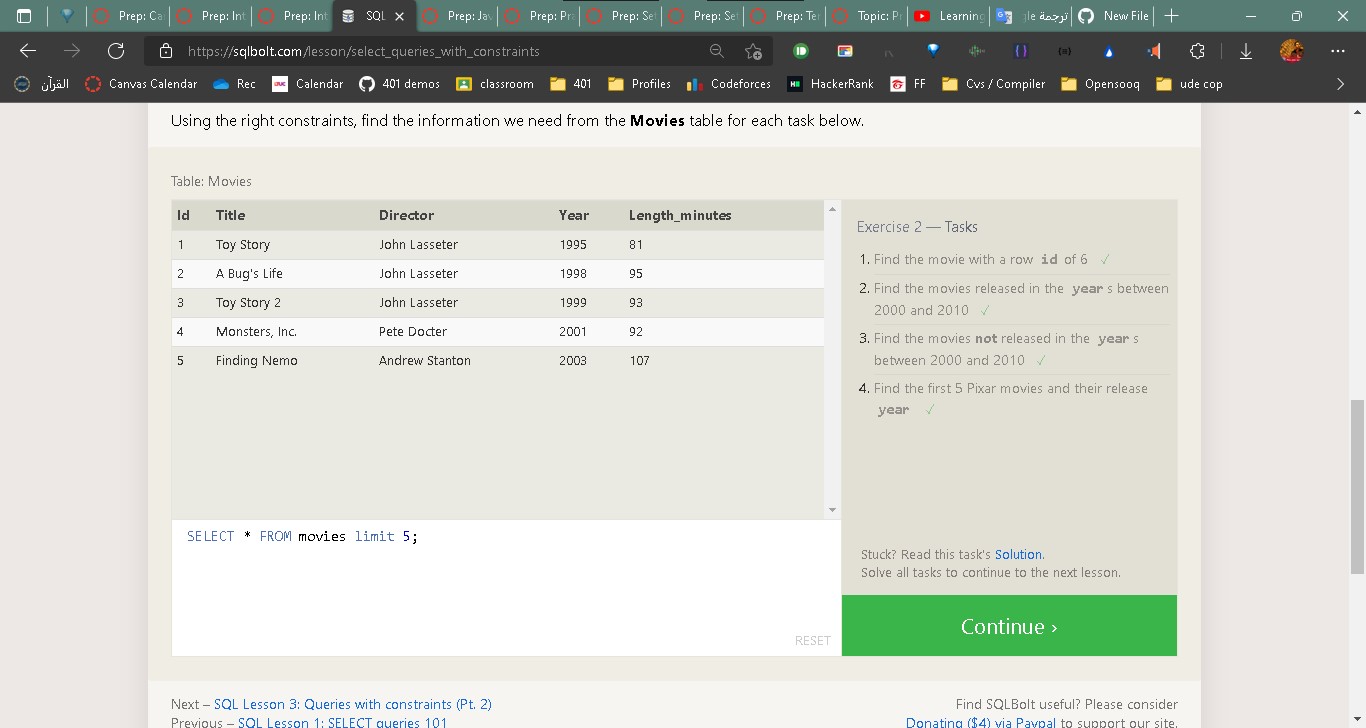 Prep: Ca
Prep: Int
Prep: Int
SQL
Prep: Jav
Prep: Pr
Prep: Se
Prep: Se
Prep: Ter
Topic: P
Learning
ترجمة
New File
https://sqlbolt.com/lesson/select_queries_with_constraints
القرآن
Canvas Calendar
Rec
Calendar
401 demos
classroom
401
Profiles
Codeforces
HackerRank
FF
Cvs / Compiler
Opensooq
ude cop
Using the right constraints, find the information we need from the Movies table for each task below.
Table: Movies
Id Title Director Year Length_minutes
1 Toy Story John Lasseter 1995 81
2 A Bug's Life John Lasseter 1998 95
3 Toy Story 2 John Lasseter 1999 93
4 Monsters, Inc. Pete Docter 2001 92
5 Finding Nemo Andrew Stanton 2003 107
SELECT * FROM movies limit 5;
RESET
Exercise 2 — Tasks
1. Find the movie with a row id of 6 ✓
2. Find the movies released in the year s between
2000 and 2010 ✓
3. Find the movies not released in the year s
between 2000 and 2010 ✓
4. Find the first 5 Pixar movies and their release
year ✓
Stuck? Read this task's Solution.
Solve all tasks to continue to the next lesson.
Continue ›
Next – SQL Lesson 3: Queries with constraints (Pt. 2)
Previous – SQL Lesson 1: SELECT queries 101
Find SQLBolt useful? Please consider
Donating ($4) via Paypal to support our site.